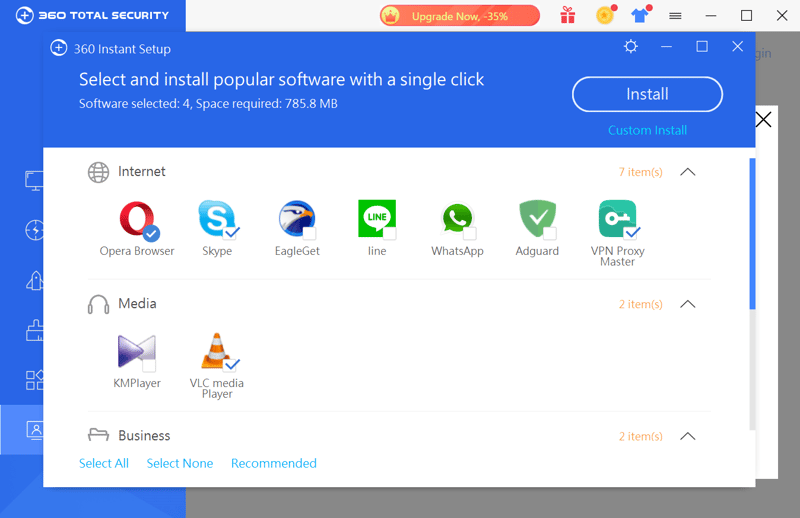 360 TOTAL SECURITY
Upgrade Now, -35%
360 Instant Setup
Select and install popular software with a single click
Software selected: 4, Space required: 785.8 MB
Install
Custom Install
Internet
7 item(s)
Opera Browser
Skype
EagleGet
LINE
line
WhatsApp
Adguard
VPN Proxy
Master
Media
2 item(s)
KMPlayer
VLC media
Player
Business
2 item(s)
Select All
Select None
Recommended